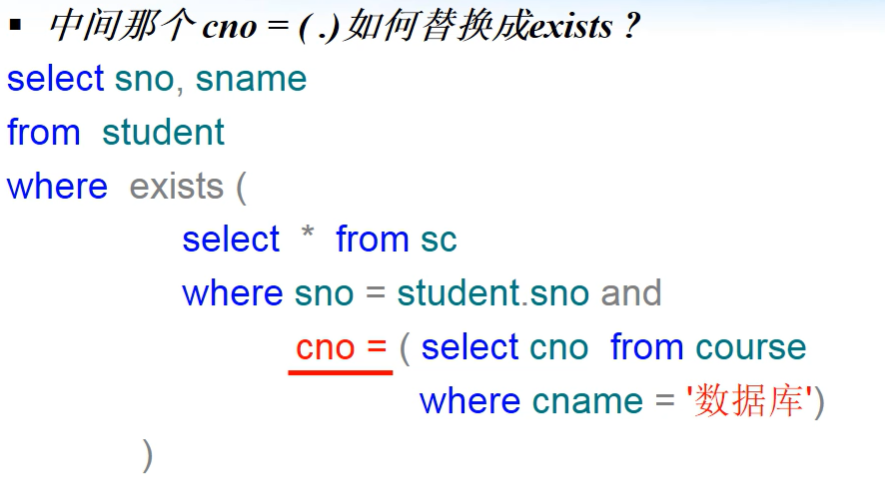 ▪ 中间那个 cno = ( .) 如何替换成exists ?
select sno, sname
from student
where exists (
select * from sc
where sno = student.sno and
cno = ( select cno from course
where cname = '数据库')
)